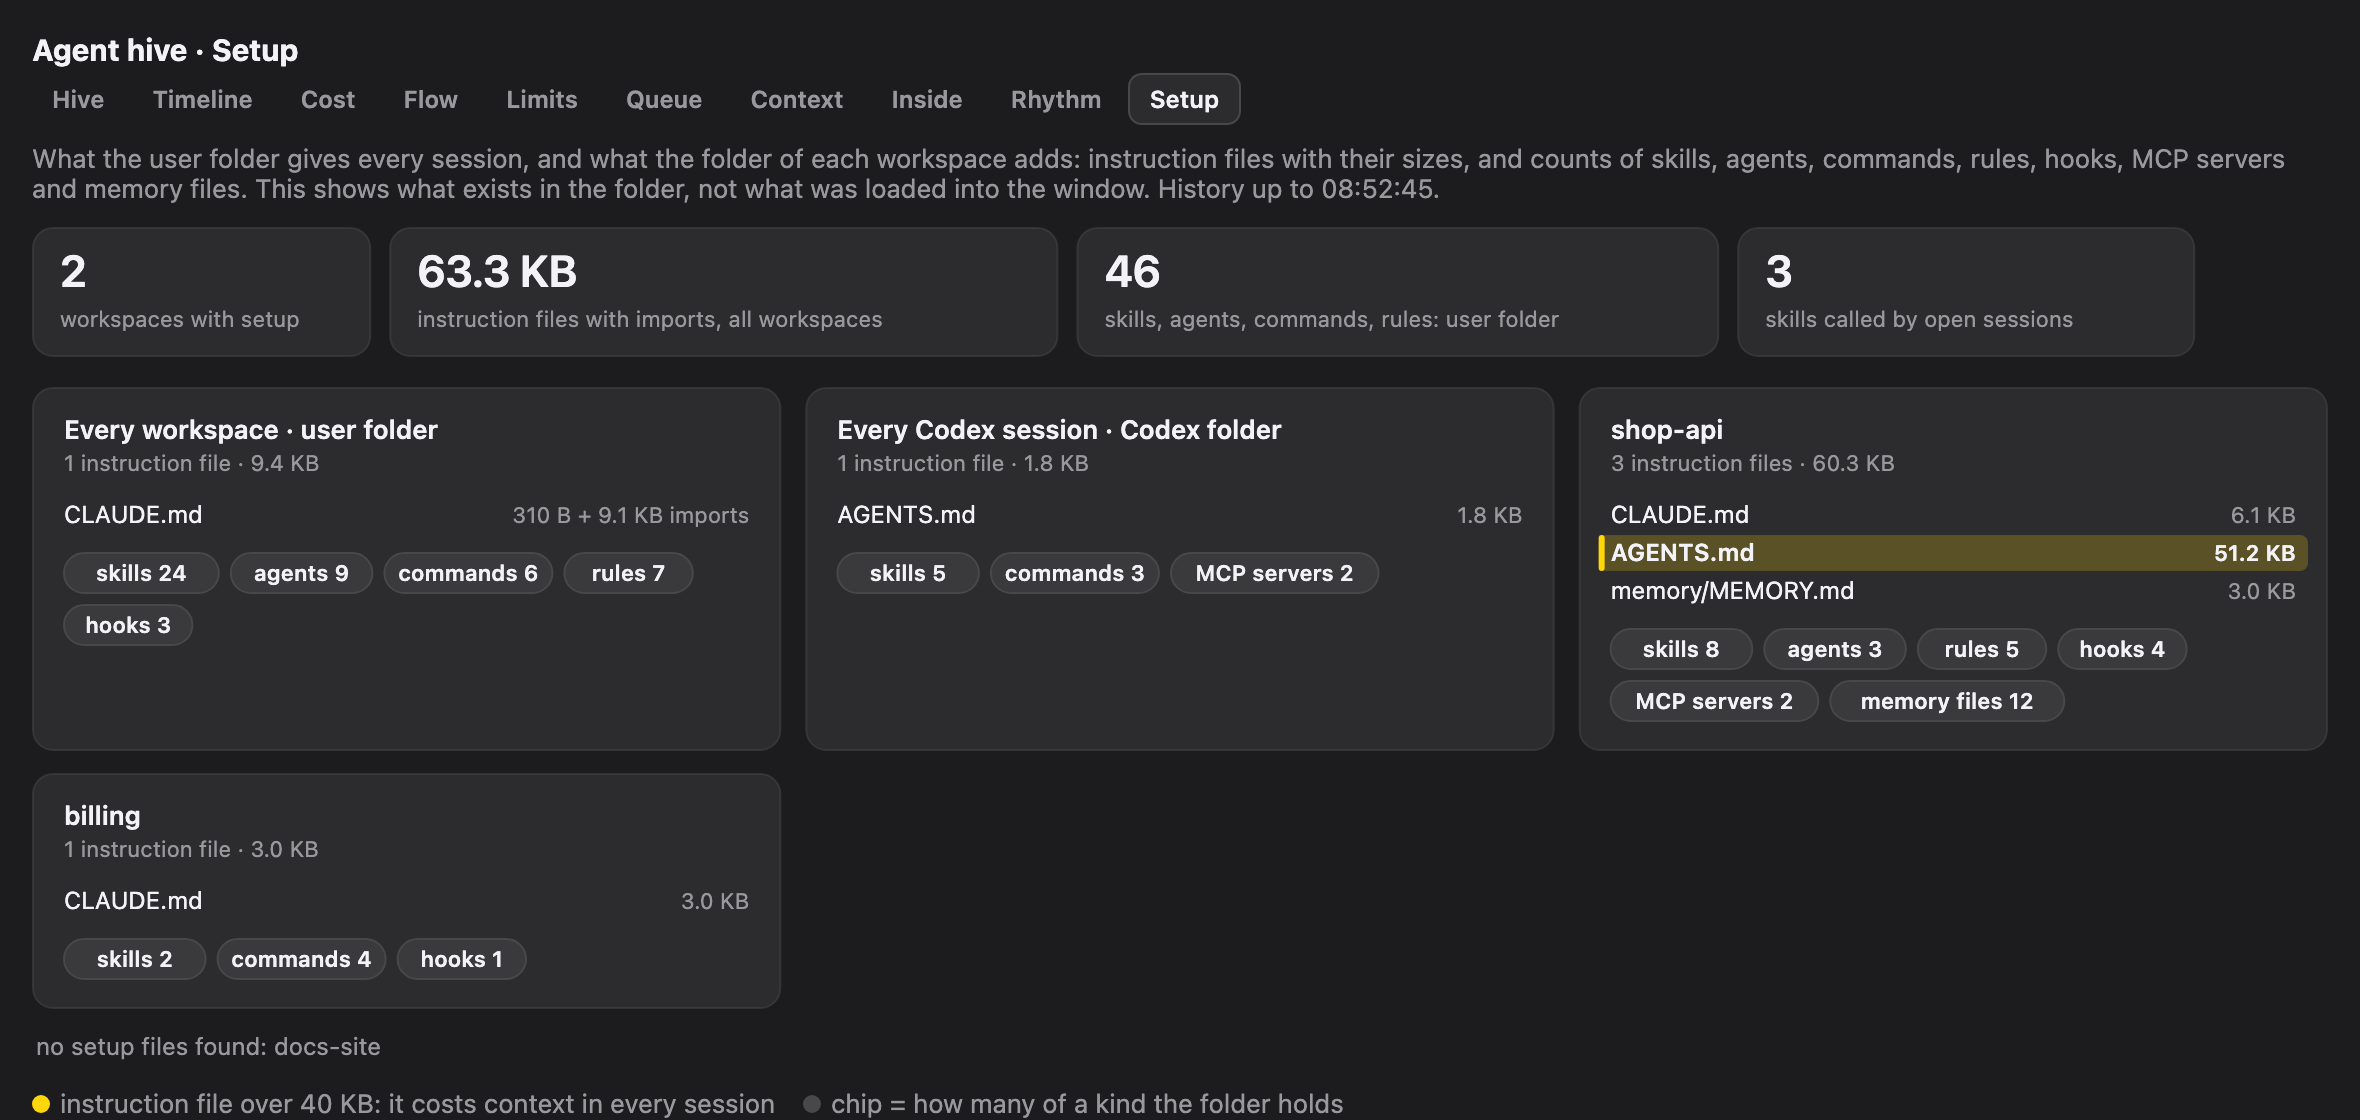 Agent hive · Setup
Hive Timeline Cost Flow Limits Queue Context Inside Rhythm Setup
What the user folder gives every session, and what the folder of each workspace adds: instruction files with their sizes, and counts of skills, agents, commands, rules, hooks, MCP servers
and memory files. This shows what exists in the folder, not what was loaded into the window. History up to 08:52:45.
2
workspaces with setup
63.3 KB
instruction files with imports, all workspaces
46
skills, agents, commands, rules: user folder
3
skills called by open sessions
Every workspace · user folder
1 instruction file · 9.4 KB
CLAUDE.md 310 B + 9.1 KB imports
skills 24 agents 9 commands 6 rules 7
hooks 3
Every Codex session · Codex folder
1 instruction file · 1.8 KB
AGENTS.md 1.8 KB
skills 5 commands 3 MCP servers 2
shop-api
3 instruction files · 60.3 KB
CLAUDE.md 6.1 KB
AGENTS.md 51.2 KB
memory/MEMORY.md 3.0 KB
skills 8 agents 3 rules 5 hooks 4
MCP servers 2 memory files 12
billing
1 instruction file · 3.0 KB
CLAUDE.md 3.0 KB
skills 2 commands 4 hooks 1
no setup files found: docs-site
instruction file over 40 KB: it costs context in every session chip = how many of a kind the folder holds